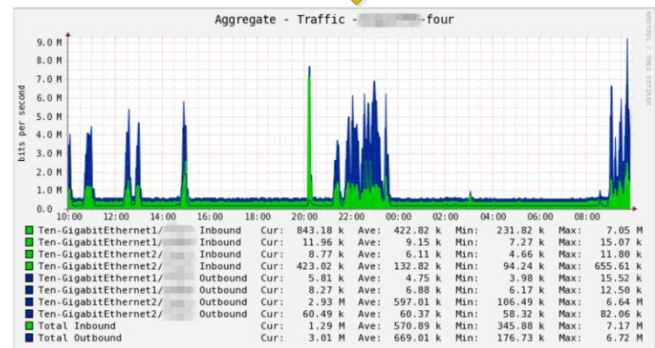 Aggregate - Traffic - -four
RRDTOOL / TOBI OETIKER
bits per second
9.0 M
8.0 M
7.0 M
6.0 M
5.0 M
4.0 M
3.0 M
2.0 M
1.0 M
0.0
10:00 12:00 14:00 16:00 18:00 20:00 22:00 00:00 02:00 04:00 06:00 08:00
Ten-GigabitEthernet1/ Inbound Cur: 843.18 k Ave: 422.82 k Min: 231.82 k Max: 7.05 M
Ten-GigabitEthernet1/ Inbound Cur: 11.96 k Ave: 9.15 k Min: 7.27 k Max: 15.07 k
Ten-GigabitEthernet2/ Inbound Cur: 8.77 k Ave: 6.11 k Min: 4.66 k Max: 11.80 k
Ten-GigabitEthernet2/ Inbound Cur: 423.02 k Ave: 132.82 k Min: 94.24 k Max: 655.61 k
Ten-GigabitEthernet1/ Outbound Cur: 5.81 k Ave: 4.75 k Min: 3.98 k Max: 15.52 k
Ten-GigabitEthernet1/ Outbound Cur: 8.27 k Ave: 6.88 k Min: 6.17 k Max: 12.50 k
Ten-GigabitEthernet2/ Outbound Cur: 2.93 M Ave: 597.01 k Min: 106.49 k Max: 6.64 M
Ten-GigabitEthernet2/ Outbound Cur: 60.49 k Ave: 60.37 k Min: 58.32 k Max: 82.06 k
Total Inbound Cur: 1.29 M Ave: 570.89 k Min: 345.88 k Max: 7.17 M
Total Outbound Cur: 3.01 M Ave: 669.01 k Min: 176.73 k Max: 6.72 M